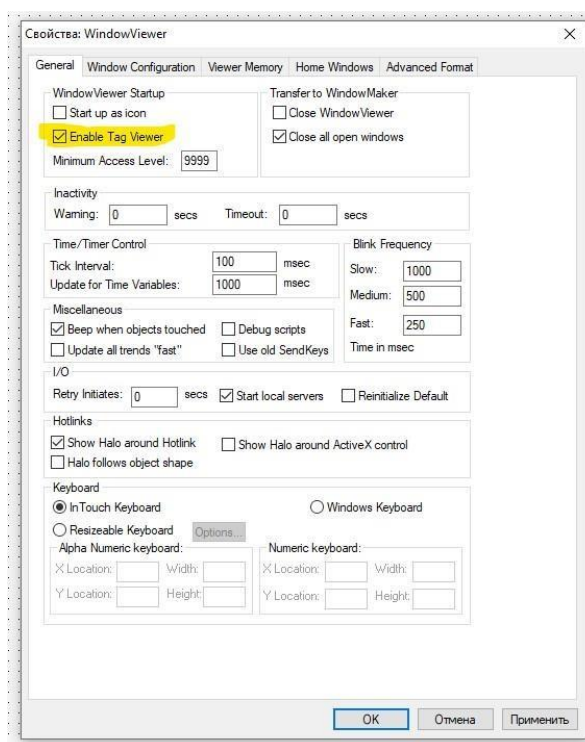 Свойства: WindowViewer
General Window Configuration Viewer Memory Home Windows Advanced Format
WindowViewer Startup
Start up as icon
Enable Tag Viewer
Minimum Access Level: 9999
Transfer to WindowMaker
Close WindowViewer
Close all open windows
Inactivity
Warning: 0 secs Timeout: 0 secs
Time/Timer Control
Tick Interval: 100 msec
Update for Time Variables: 1000 msec
Blink Frequency
Slow: 1000
Medium: 500
Fast: 250
Time in msec
Miscellaneous
Beep when objects touched Debug scripts
Update all trends "fast" Use old SendKeys
I/O
Retry Initiates: 0 secs Start local servers Reinitialize Default
Hotlinks
Show Halo around Hotlink Show Halo around ActiveX control
Halo follows object shape
Keyboard
InTouch Keyboard Windows Keyboard
Resizeable Keyboard Options...
Alpha Numeric keyboard:
X Location: Width:
Y Location: Height:
Numeric keyboard:
X Location: Width:
Y Location: Height:
OK Отмена Применить